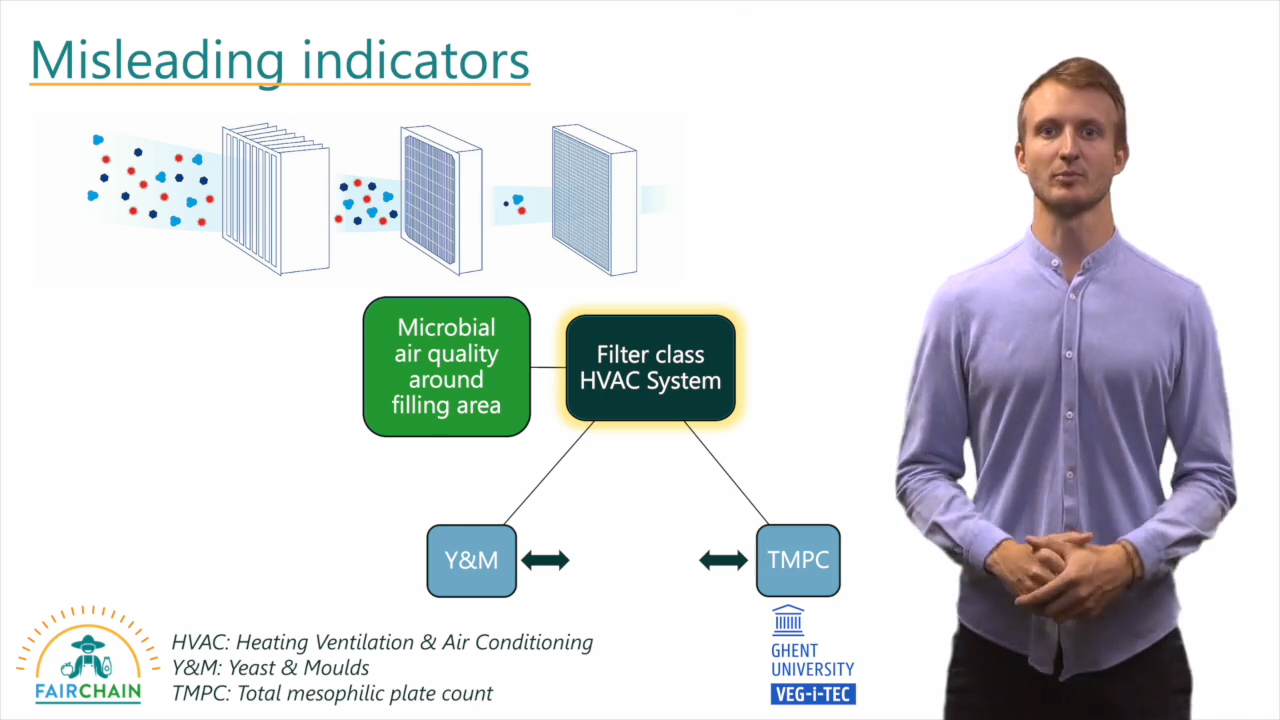 Misleading indicators
Microbial
air quality
around
filling area
Filter class
HVAC System
Y&M
TMPC
HVAC: Heating Ventilation & Air Conditioning
Y&M: Yeast & Moulds
TMPC: Total mesophilic plate count
FAIRCHAIN
GHENT
UNIVERSITY
VEG-i-TEC